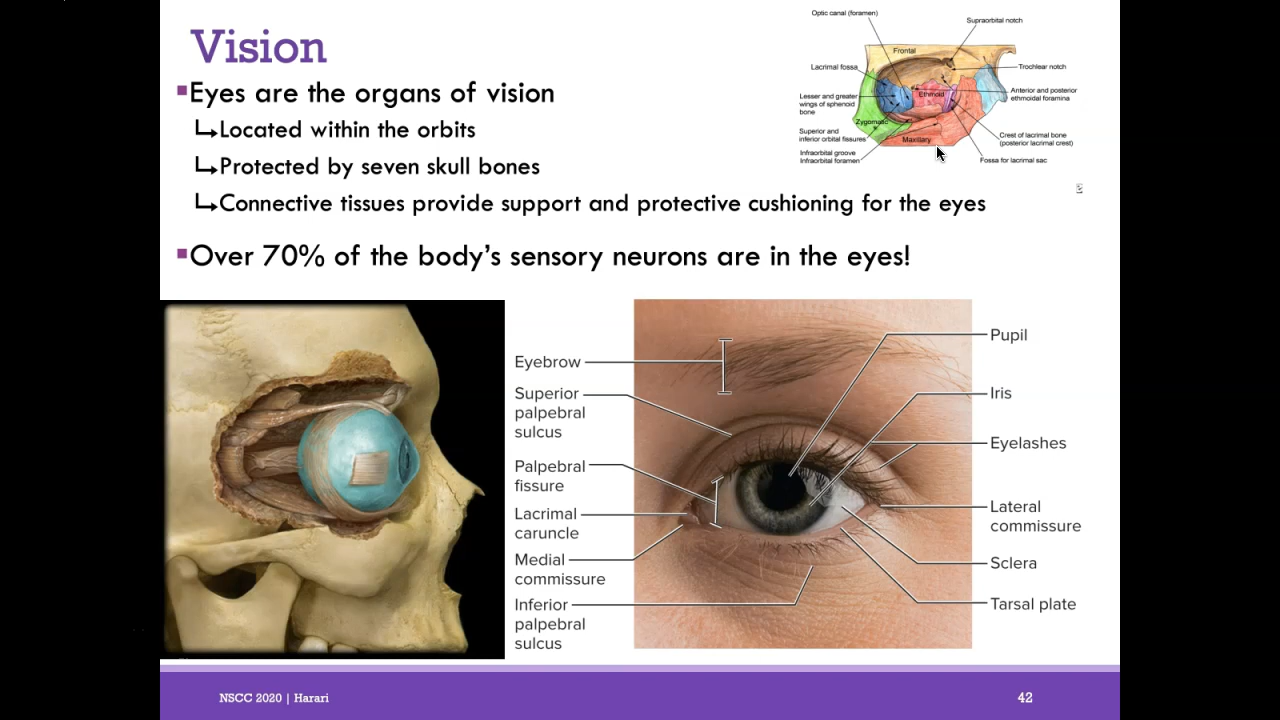 Vision
Eyes are the organs of vision
Located within the orbits
Protected by seven skull bones
Connective tissues provide support and protective cushioning for the eyes
Over 70% of the body's sensory neurons are in the eyes!
Optic canal (foramen)
Supraorbital notch
Frontal
Lacrimal fossa
Trochlear notch
Lesser and greater
wings of sphenoid
bone
Ethmoid
Anterior and posterior
ethmoidal foramina
Zygomatic
Superior and
inferior orbital fissures
Maxillary
Crest of lacrimal bone
(posterior lacrimal crest)
Infraorbital groove
Infraorbital foramen
Fossa for lacrimal sac
Eyebrow
Superior
palpebral
sulcus
Palpebral
fissure
Lacrimal
caruncle
Medial
commissure
Inferior
palpebral
sulcus
Pupil
Iris
Eyelashes
Lateral
commissure
Sclera
Tarsal plate
NSCC 2020 | Harari
42